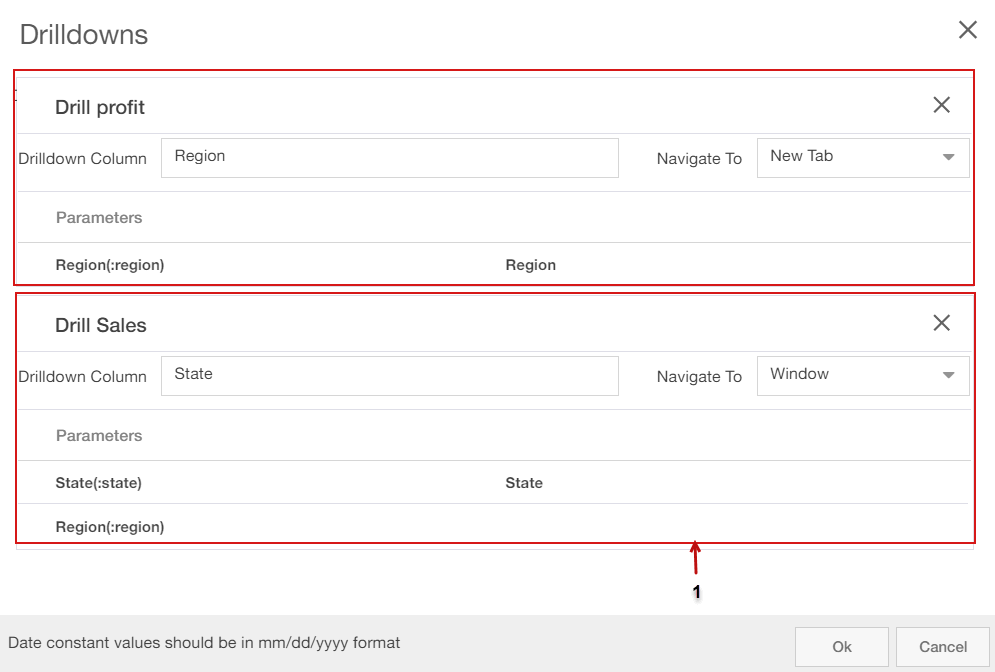 Drilldowns
Drill profit
Drilldown Column Region Navigate To New Tab
Parameters
Region(:region) Region
Drill Sales
Drilldown Column State Navigate To Window
Parameters
State(:state) State
Region(:region)
1
Date constant values should be in mm/dd/yyyy format Ok Cancel